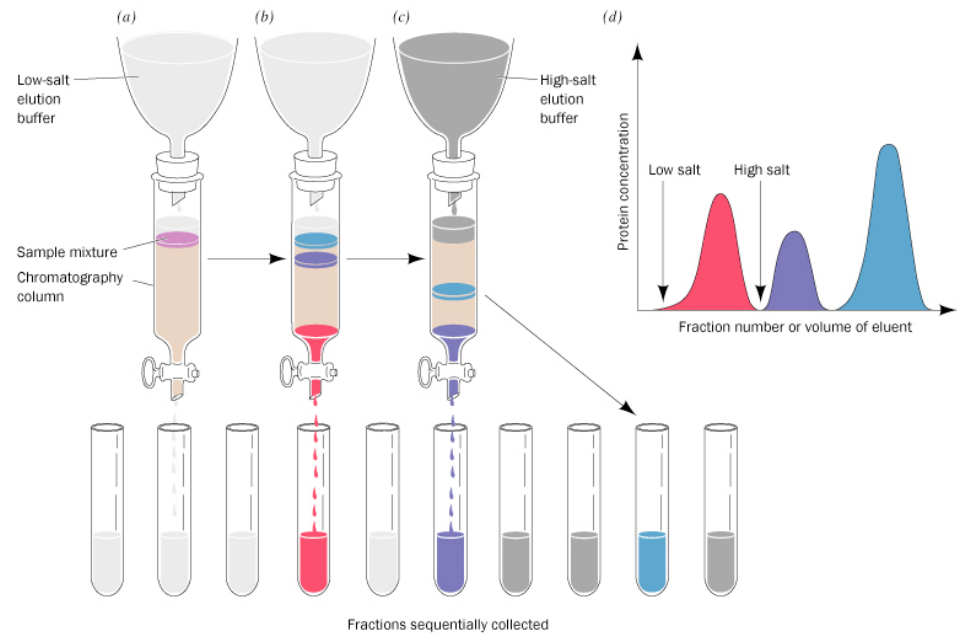 (a)
(b)
(c)
(d)
Low-salt
elution
buffer
High-salt
elution
buffer
Sample mixture
Chromatography
column
Protein concentration
Low salt
High salt
Fraction number or volume of eluent
Fractions sequentially collected